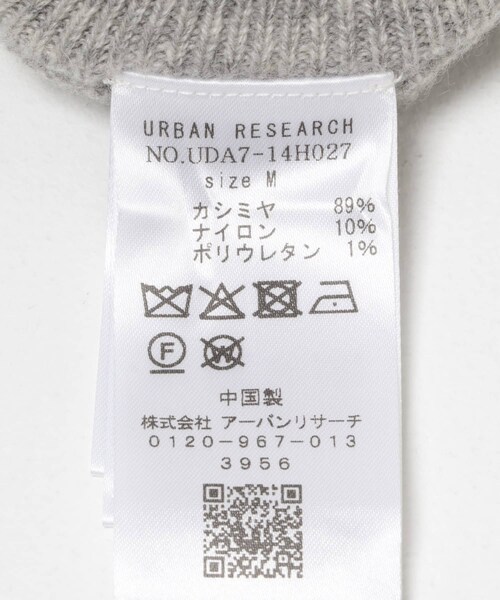 URBAN RESEARCH
NO.UDA7-14H027
size M
カシミヤ 89%
ナイロン 10%
ポリウレタン 1%
F W
中国製
株式会社 アーバンリサーチ
0120-967-013
3956